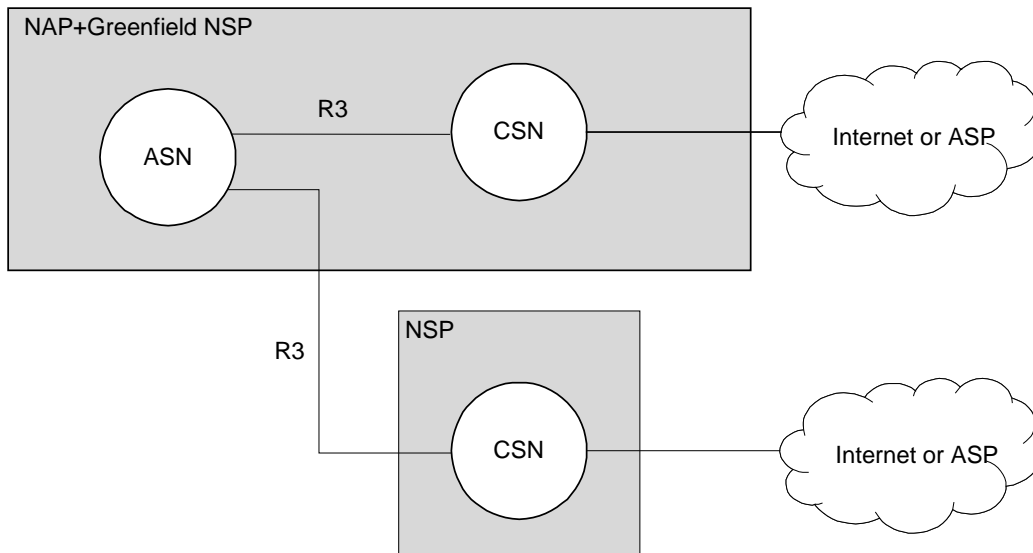 NAP+Greenfield NSP
R3
ASN
CSN
Internet or ASP
NSP
R3
CSN
Internet or ASP